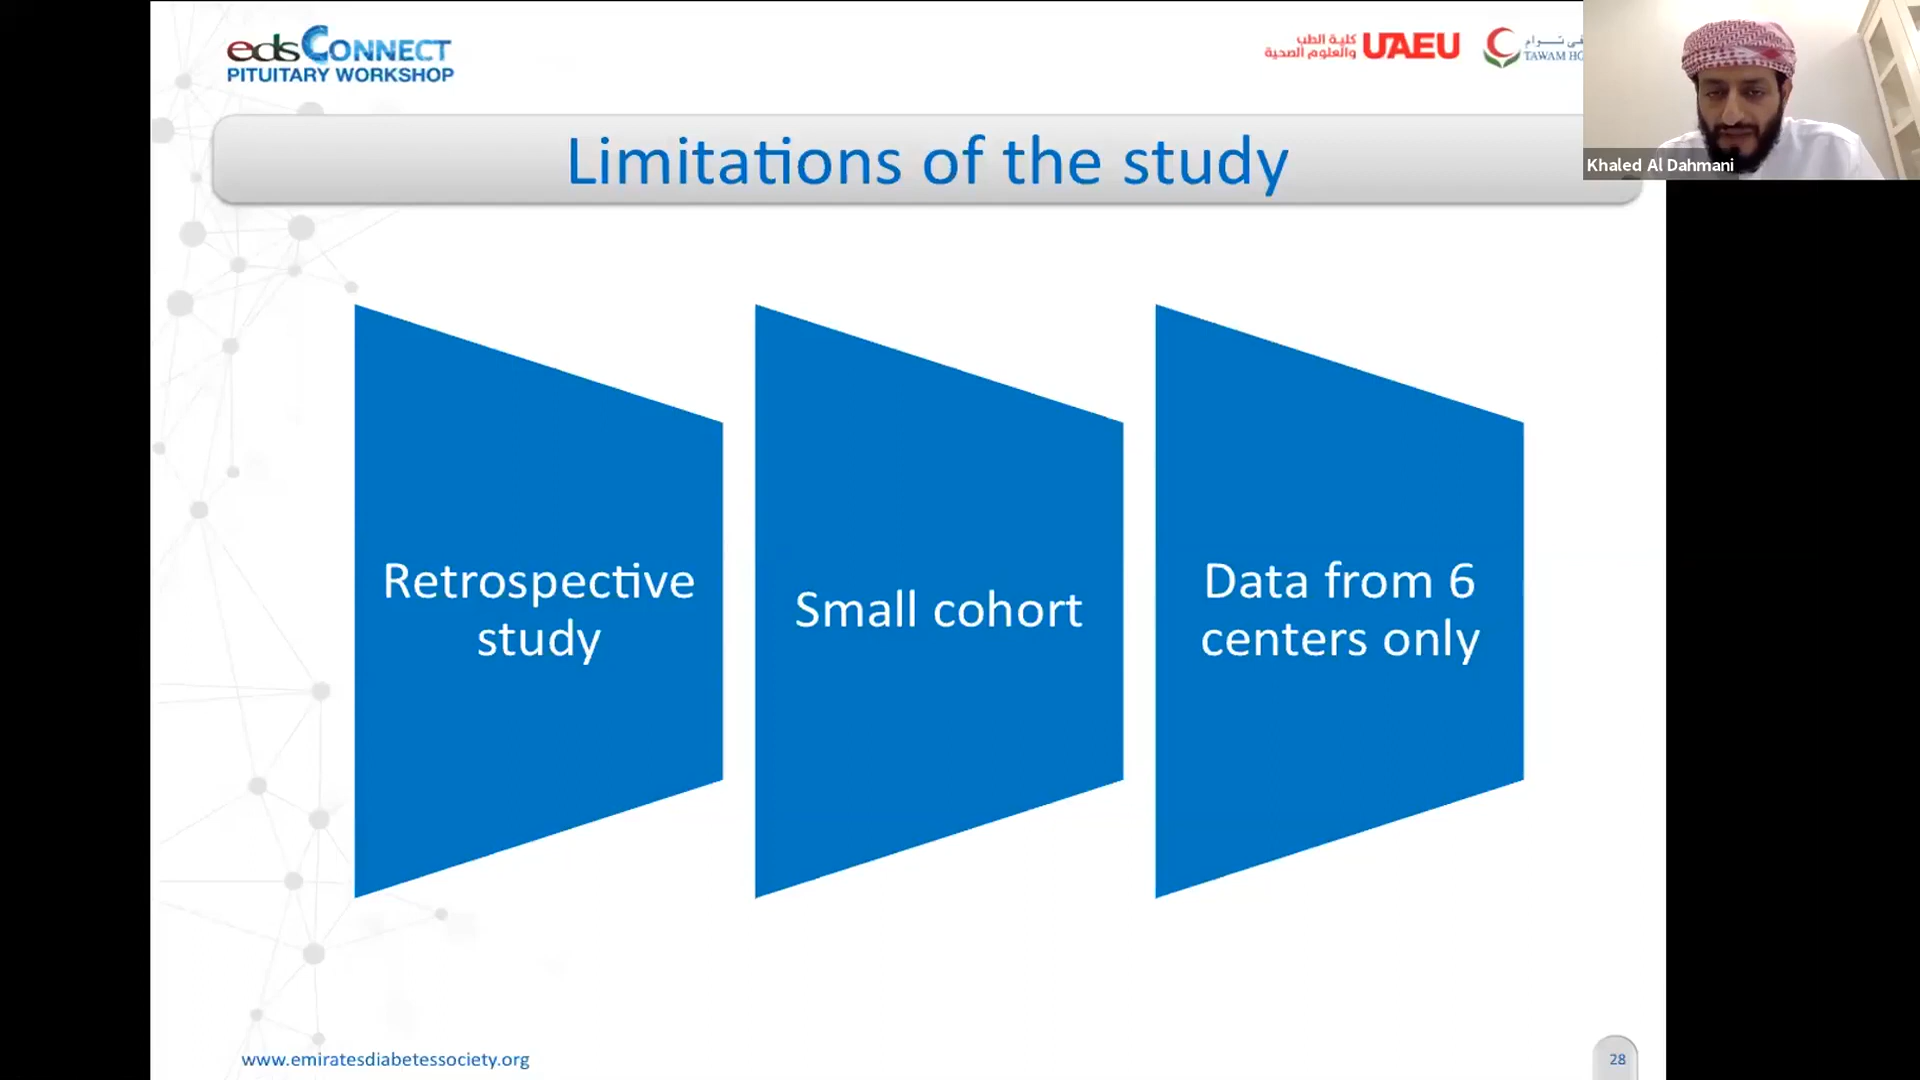 edsCONNECT
PITUITARY WORKSHOP
كلية الطب
والعلوم الصحية
UAEU
TAWAM
Khaled Al Dahmani
Limitations of the study
Retrospective
study
Small cohort
Data from 6
centers only
www.emiratesdiabetessociety.org
28